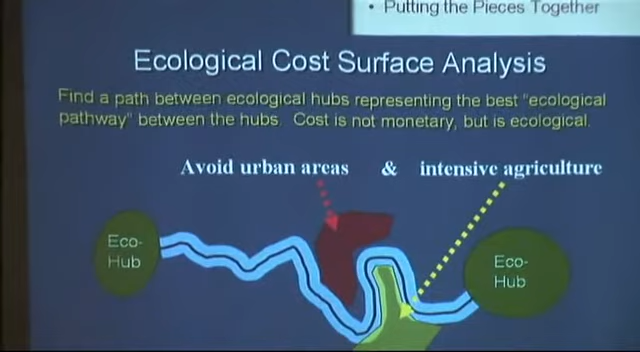 • Putting the Pieces Together
Ecological Cost Surface Analysis
Find a path between ecological hubs representing the best "ecological
pathway" between the hubs. Cost is not monetary, but is ecological.
Avoid urban areas & intensive agriculture
Eco-
Hub
Eco-
Hub